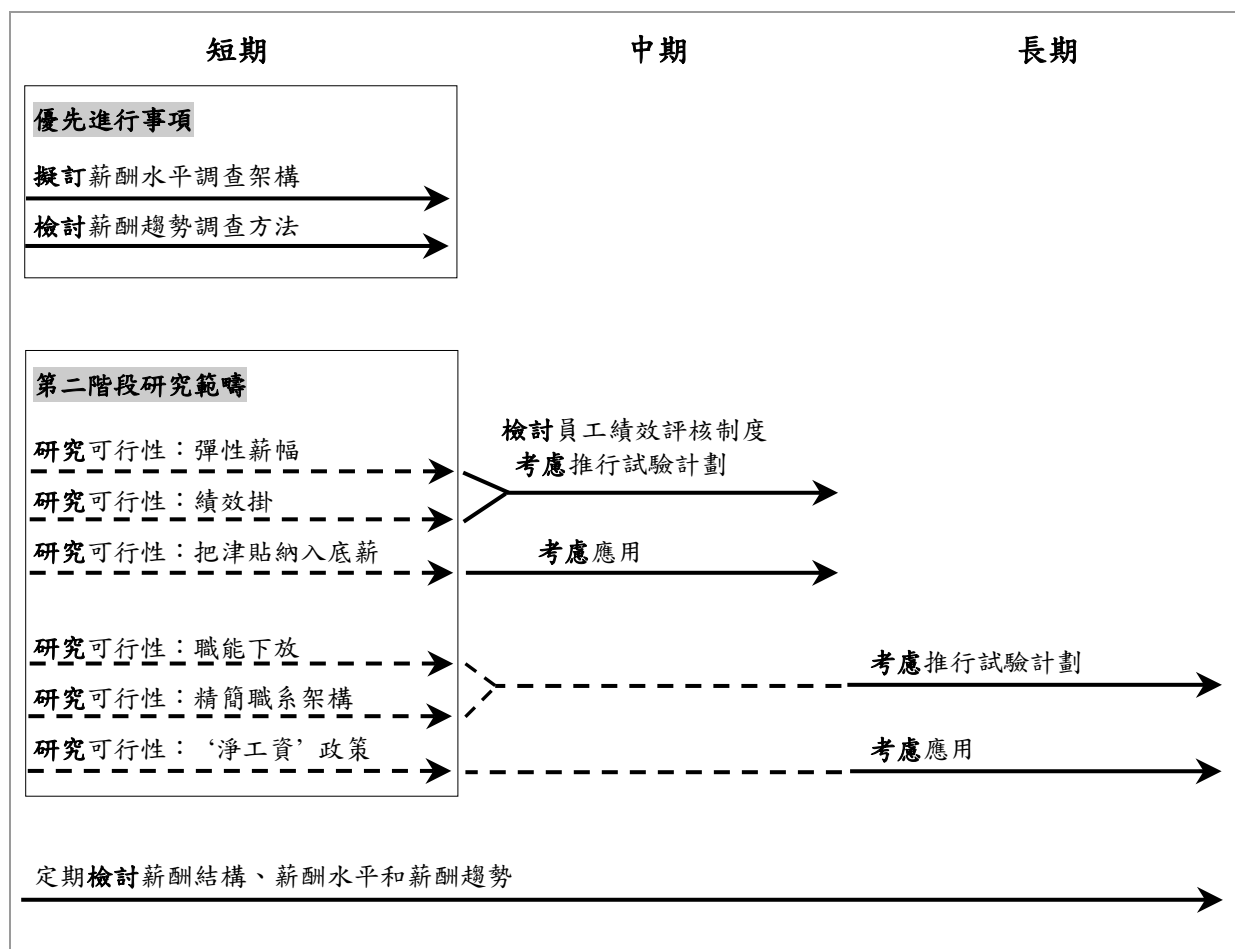 短期 中期 長期
優先進行事項
擬訂薪酬水平調查架構
檢討薪酬趨勢調查方法
第二階段研究範疇
研究可行性：彈性薪幅
研究可行性：績效掛
檢討員工績效評核制度
考慮推行試驗計劃
研究可行性：把津貼納入底薪
考慮應用
研究可行性：職能下放
研究可行性：精簡職系架構
考慮推行試驗計劃
研究可行性：‘淨工資’政策
考慮應用
定期檢討薪酬結構、薪酬水平和薪酬趨勢